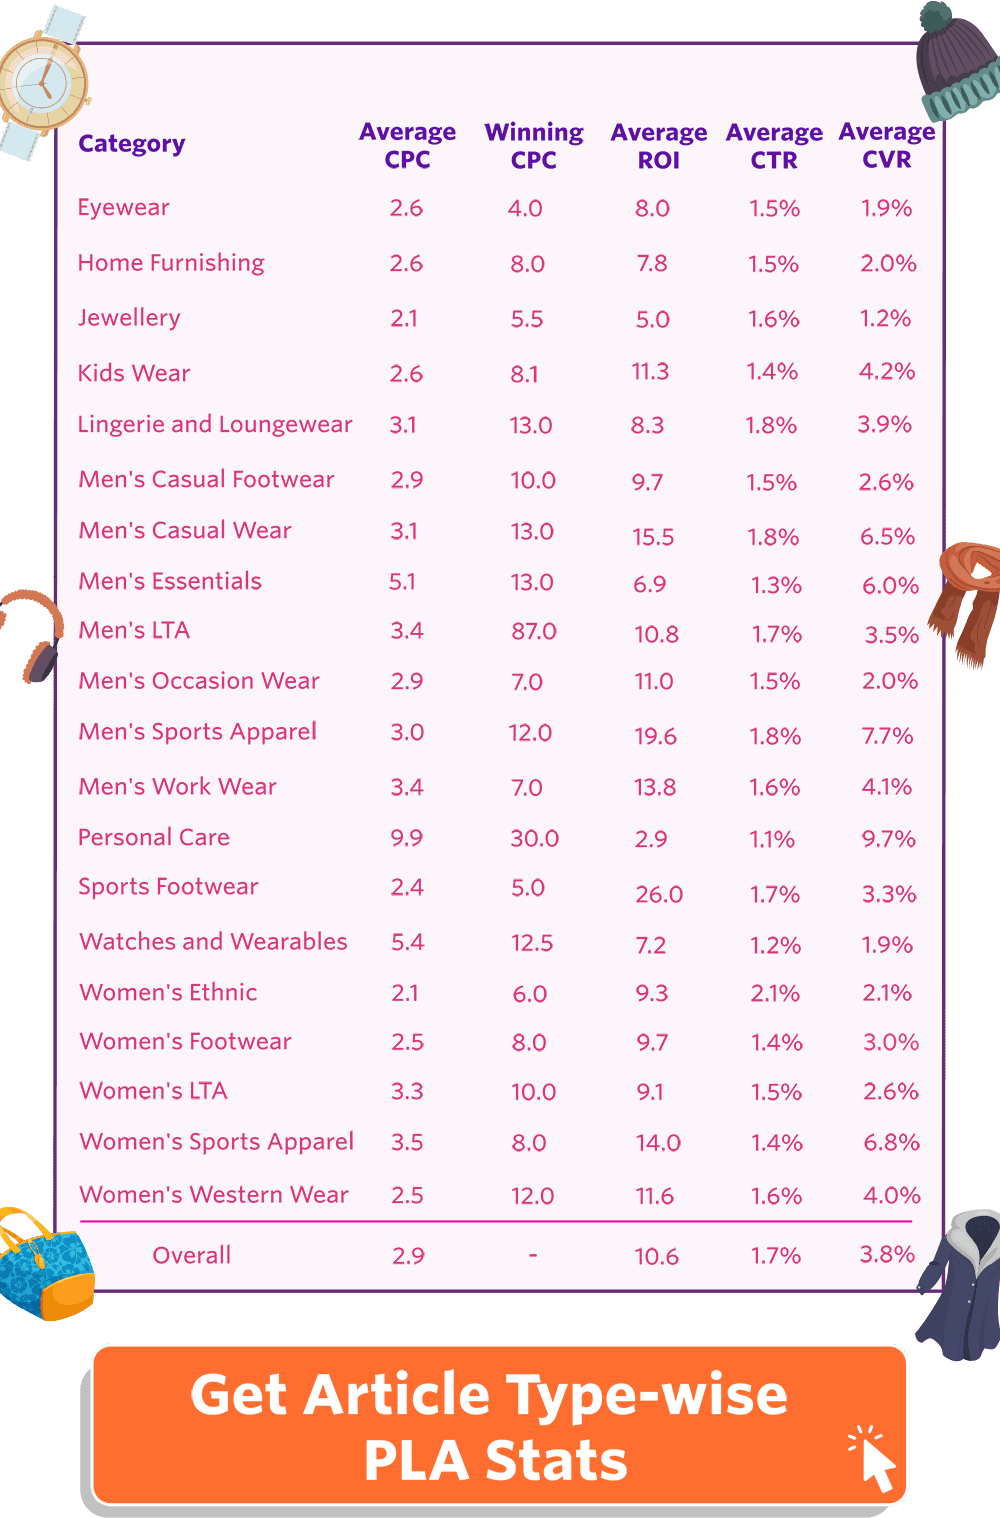 Category Average CPC Winning CPC Average ROI Average CTR Average CVR
Eyewear 2.6 4.0 8.0 1.5% 1.9%
Home Furnishing 2.6 8.0 7.8 1.5% 2.0%
Jewellery 2.1 5.5 5.0 1.6% 1.2%
Kids Wear 2.6 8.1 11.3 1.4% 4.2%
Lingerie and Loungewear 3.1 13.0 8.3 1.8% 3.9%
Men's Casual Footwear 2.9 10.0 9.7 1.5% 2.6%
Men's Casual Wear 3.1 13.0 15.5 1.8% 6.5%
Men's Essentials 5.1 13.0 6.9 1.3% 6.0%
Men's LTA 3.4 87.0 10.8 1.7% 3.5%
Men's Occasion Wear 2.9 7.0 11.0 1.5% 2.0%
Men's Sports Apparel 3.0 12.0 19.6 1.8% 7.7%
Men's Work Wear 3.4 7.0 13.8 1.6% 4.1%
Personal Care 9.9 30.0 2.9 1.1% 9.7%
Sports Footwear 2.4 5.0 26.0 1.7% 3.3%
Watches and Wearables 5.4 12.5 7.2 1.2% 1.9%
Women's Ethnic 2.1 6.0 9.3 2.1% 2.1%
Women's Footwear 2.5 8.0 9.7 1.4% 3.0%
Women's LTA 3.3 10.0 9.1 1.5% 2.6%
Women's Sports Apparel 3.5 8.0 14.0 1.4% 6.8%
Women's Western Wear 2.5 12.0 11.6 1.6% 4.0%
Overall 2.9 - 10.6 1.7% 3.8%
Get Article Type-wise
PLA Stats